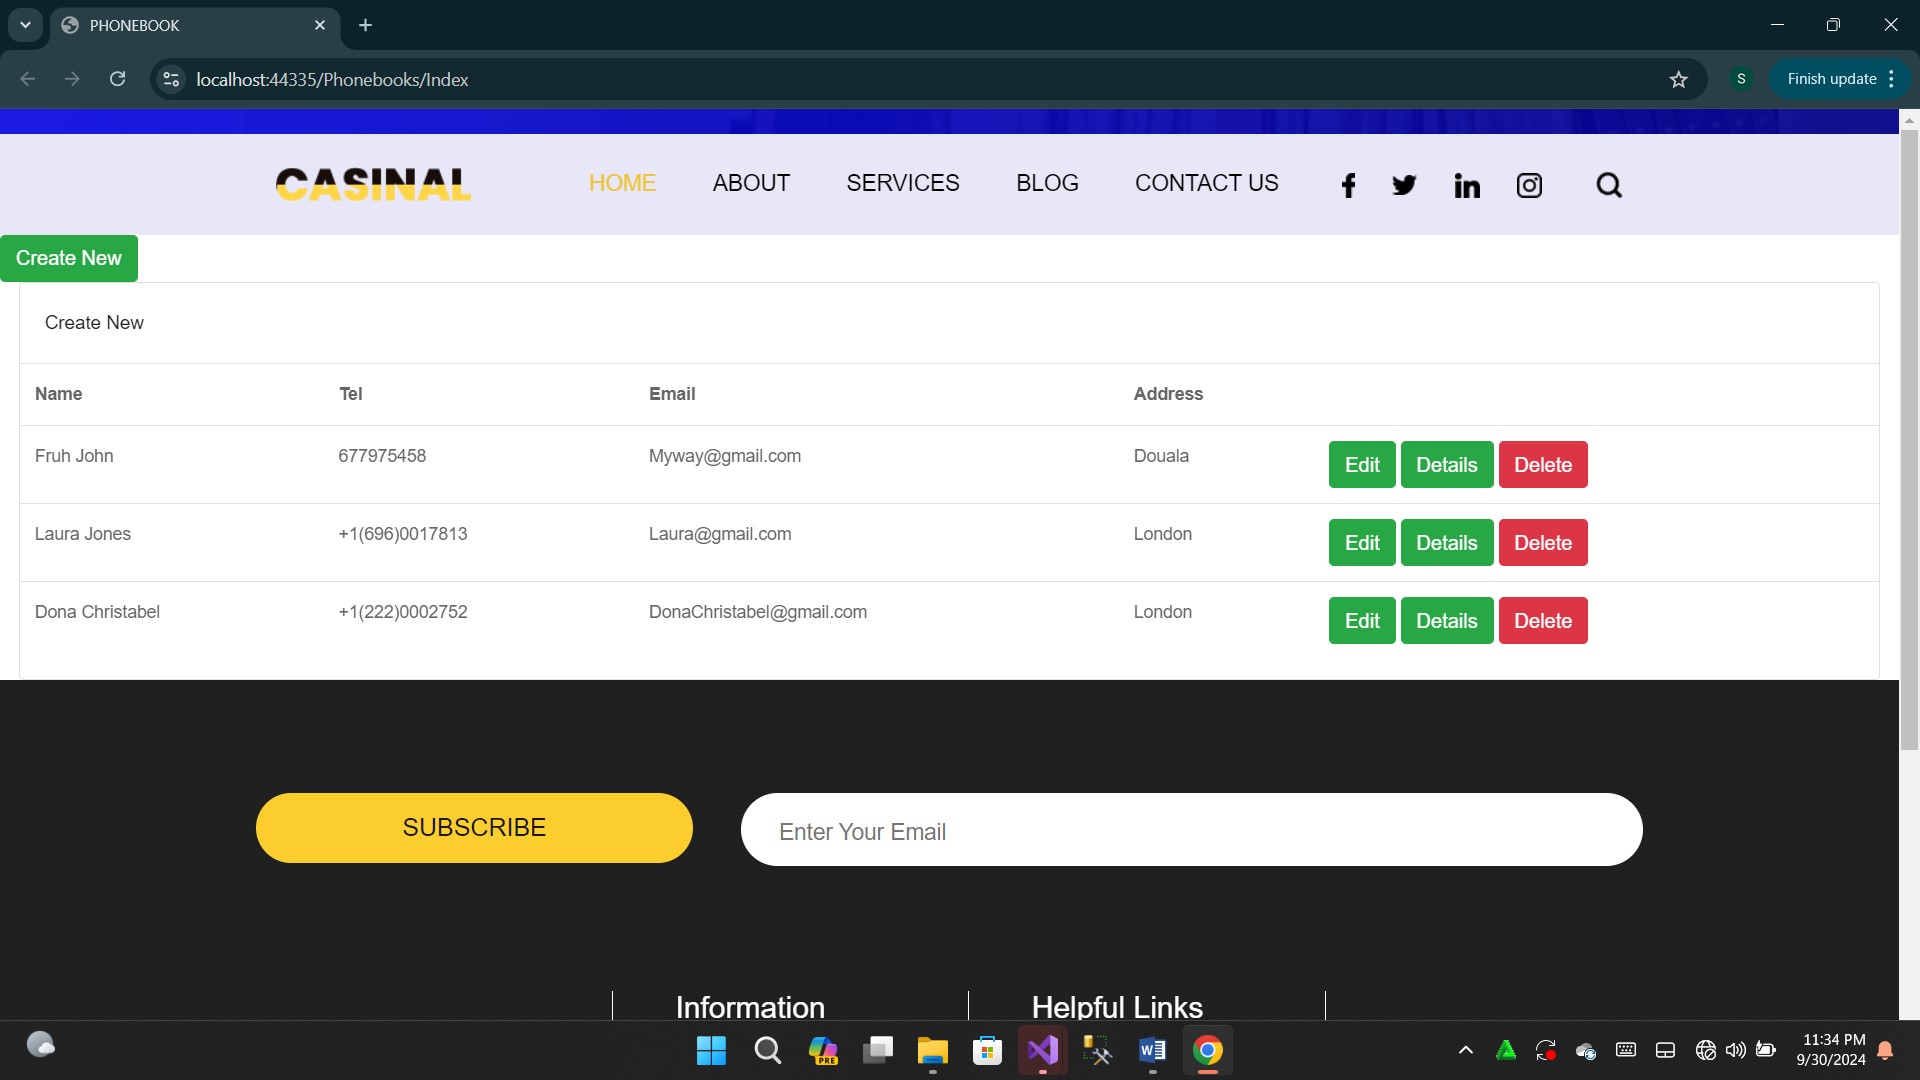 PHONEBOOK
localhost:44335/Phonebooks/Index
S
Finish update
CASINAL
HOME ABOUT SERVICES BLOG CONTACT US
Create New
Create New
Name Tel Email Address
Fruh John 677975458 Myway@gmail.com Douala Edit Details Delete
Laura Jones +1(696)0017813 Laura@gmail.com London Edit Details Delete
Dona Christabel +1(222)0002752 DonaChristabel@gmail.com London Edit Details Delete
SUBSCRIBE Enter Your Email
Information Helpful Links
PRE
W
11:34 PM
9/30/2024